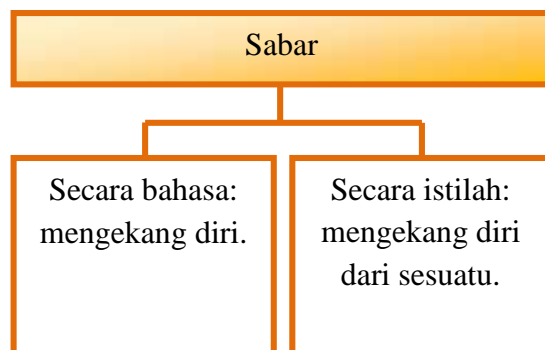 Sabar
Secara bahasa:
mengekang diri.
Secara istilah:
mengekang diri
dari sesuatu.